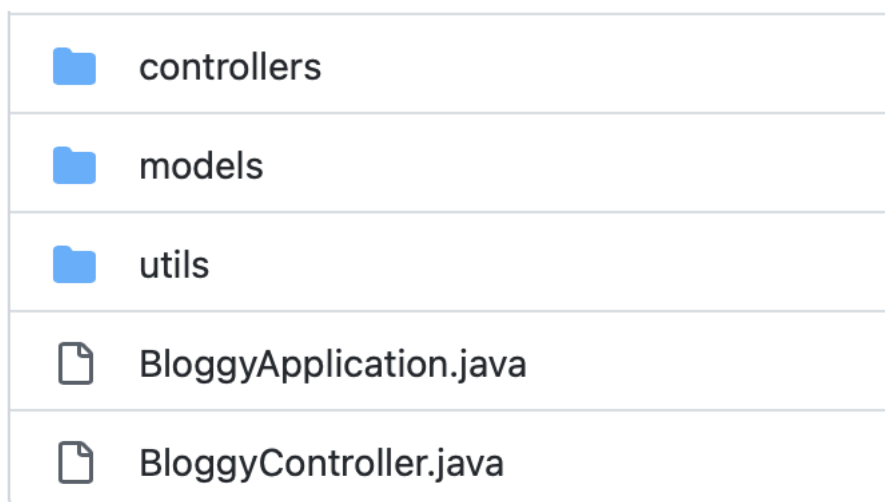 controllers
models
utils
BloggyApplication.java
BloggyController.java